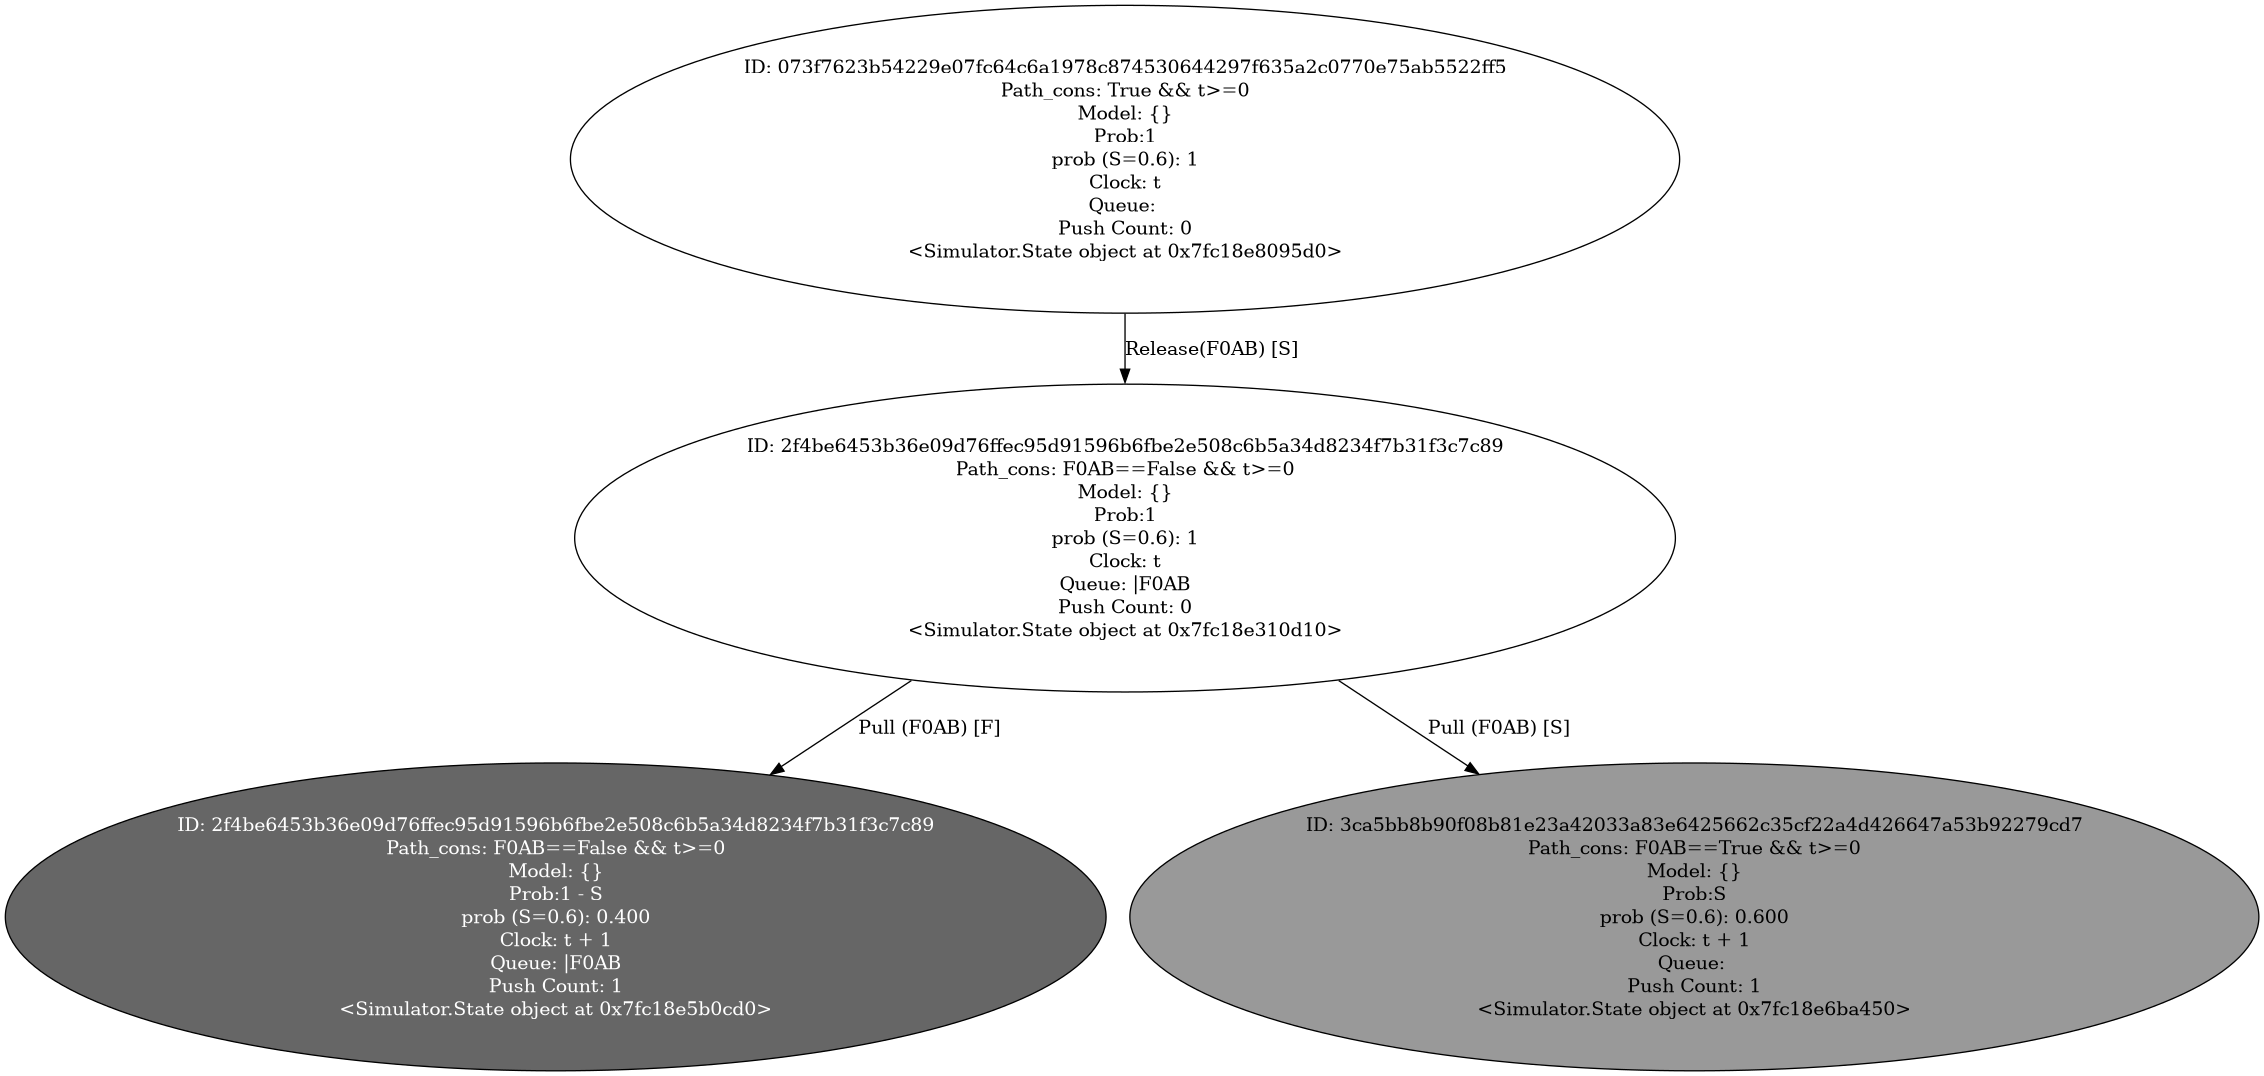 ID: 073f7623b54229e07fc64c6a1978c874530644297f635a2c0770e75ab5522ff5
Path_cons: True && t>=0
Model: {}
Prob:1
prob (S=0.6): 1
Clock: t
Queue:
Push Count: 0
<Simulator.State object at 0x7fc18e8095d0>
Release(F0AB) [S]
ID: 2f4be6453b36e09d76ffec95d91596b6fbe2e508c6b5a34d8234f7b31f3c7c89
Path_cons: F0AB==False && t>=0
Model: {}
Prob:1
prob (S=0.6): 1
Clock: t
Queue: |F0AB
Push Count: 0
<Simulator.State object at 0x7fc18e310d10>
Pull (F0AB) [F]
Pull (F0AB) [S]
ID: 2f4be6453b36e09d76ffec95d91596b6fbe2e508c6b5a34d8234f7b31f3c7c89
Path_cons: F0AB==False && t>=0
Model: {}
Prob:1 - S
prob (S=0.6): 0.400
Clock: t + 1
Queue: |F0AB
Push Count: 1
<Simulator.State object at 0x7fc18e5b0cd0>
ID: 3ca5bb8b90f08b81e23a42033a83e6425662c35cf22a4d426647a53b92279cd7
Path_cons: F0AB==True && t>=0
Model: {}
Prob:S
prob (S=0.6): 0.600
Clock: t + 1
Queue:
Push Count: 1
<Simulator.State object at 0x7fc18e6ba450>